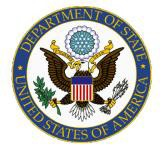 DEPARTMENT OF STATE
UNITED STATES OF AMERICA